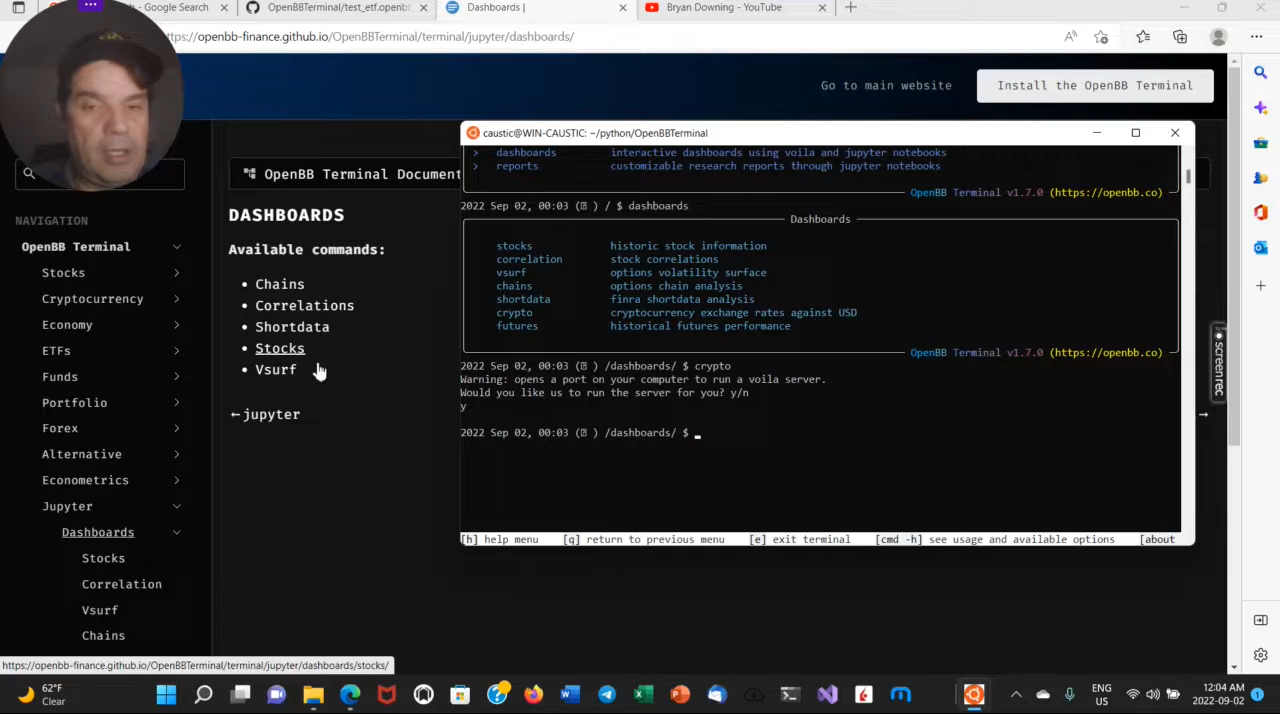 h - Google Search
OpenBBTerminal/test_etf.openbb
Dashboards |
Bryan Downing - YouTube
https://openbb-finance.github.io/OpenBBTerminal/terminal/jupyter/dashboards/
Go to main website
Install the OpenBB Terminal
OpenBB Terminal Document
NAVIGATION
OpenBB Terminal
Stocks
Cryptocurrency
Economy
ETFs
Funds
Portfolio
Forex
Alternative
Econometrics
Jupyter
Dashboards
Stocks
Correlation
Vsurf
Chains
DASHBOARDS
Available commands:
• Chains
• Correlations
• Shortdata
• Stocks
• Vsurf
←jupyter
caustic@WIN-CAUSTIC: ~/python/OpenBBTerminal
> dashboards interactive dashboards using voila and jupyter notebooks
> reports customizable research reports through jupyter notebooks
OpenBB Terminal v1.7.0 (https://openbb.co)
2022 Sep 02, 00:03 ( ) / $ dashboards
Dashboards
stocks historic stock information
correlation stock correlations
vsurf options volatility surface
chains options chain analysis
shortdata finra shortdata analysis
crypto cryptocurrency exchange rates against USD
futures historical futures performance
OpenBB Terminal v1.7.0 (https://openbb.co)
2022 Sep 02, 00:03 ( ) /dashboards/ $ crypto
Warning: opens a port on your computer to run a voila server.
Would you like us to run the server for you? y/n
y
2022 Sep 02, 00:03 ( ) /dashboards/ $
[h] help menu [q] return to previous menu [e] exit terminal [cmd -h] see usage and available options [about
screenrec
https://openbb-finance.github.io/OpenBBTerminal/terminal/jupyter/dashboards/stocks/
62°F
Clear
ENG
US
12:04 AM
2022-09-02
1